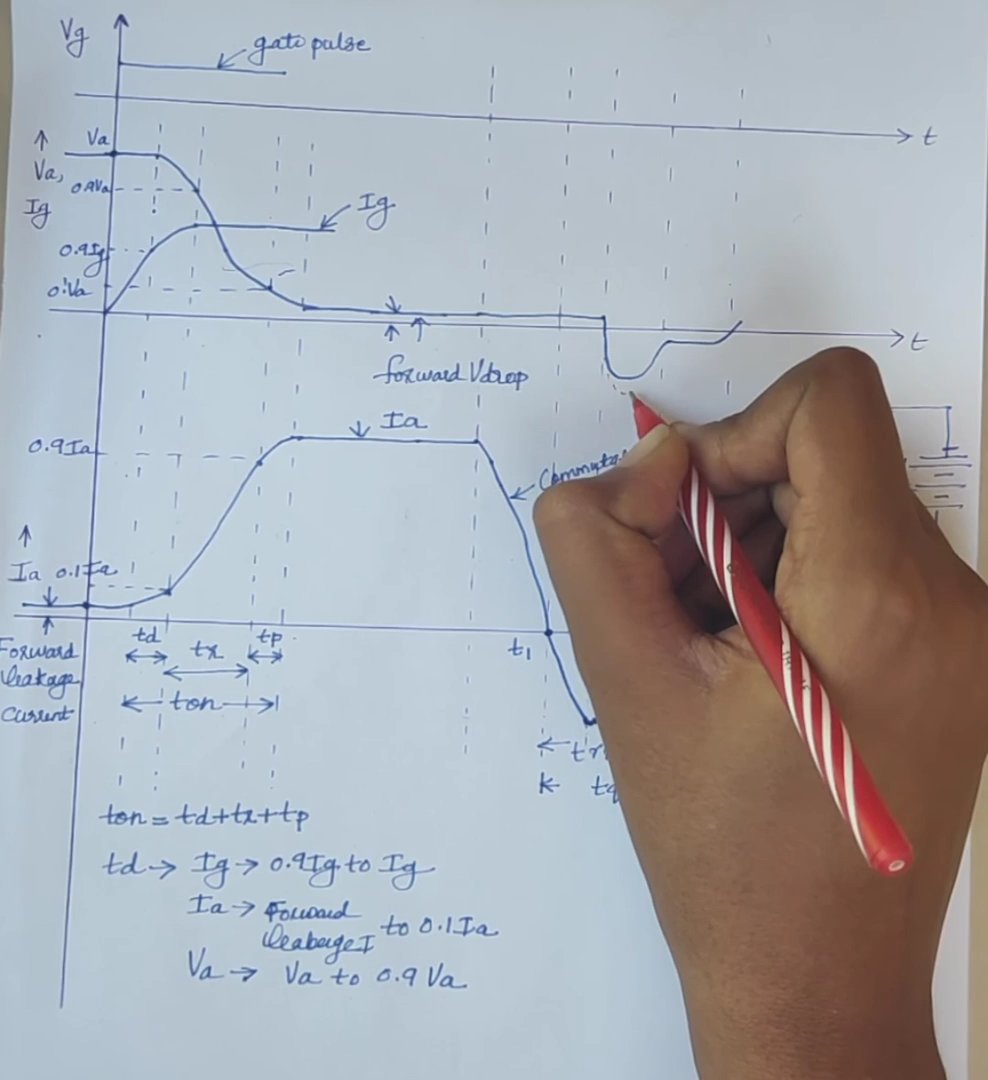 Vg
gate pulse
t
Va
Va,
Ig
0.9Va
Ig
0.9Ig
0.1Va
t
forward Vdrop
Ia
0.9Ia
Ia 0.1Ia
td
tr
tp
Forward
leakage
current
ton
t1
ton = td+tr+tp
td → Ig → 0.9Ig to Ig
Ia → Forward
leakage I to 0.1Ia
Va → Va to 0.9 Va